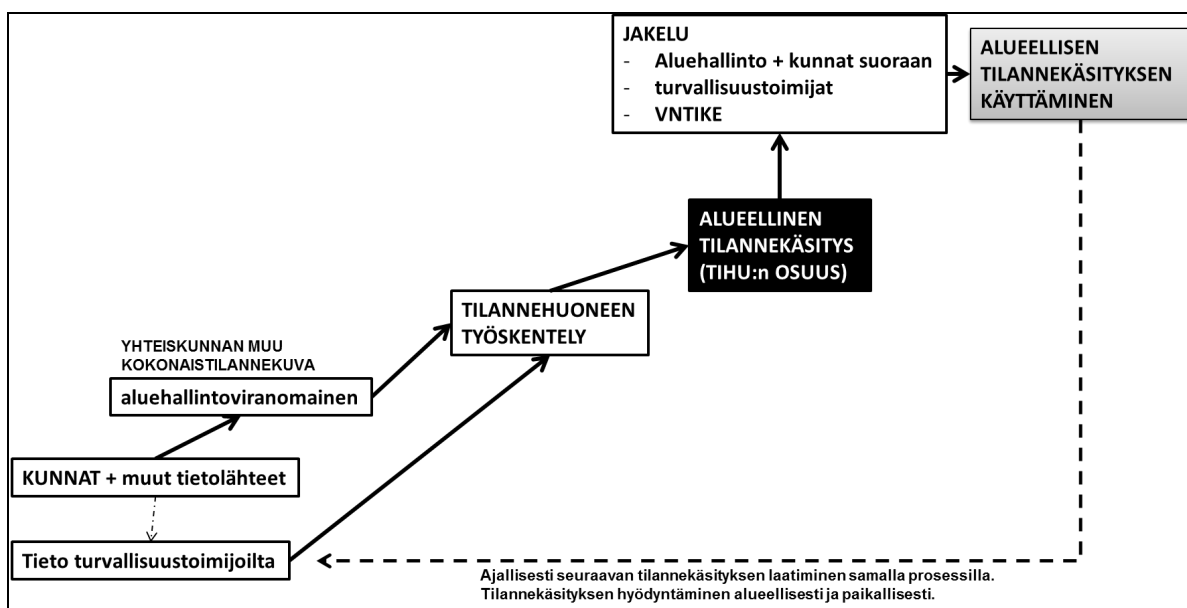 JAKELU
- Aluehallinto + kunnat suoraan
- turvallisuustoimijat
- VNTIKE
ALUEELLISEN
TILANNEKÄSITYKSEN
KÄYTTÄMINEN
ALUEELLINEN
TILANNEKÄSITYS
(TIHU:n OSUUS)
TILANNEHUONEEN
TYÖSKENTELY
YHTEISKUNNAN MUU
KOKONAISTILANNEKUVA
aluehallintoviranomainen
KUNNAT + muut tietolähteet
Tieto turvallisuustoimijoilta
Ajallisesti seuraavan tilannekäsityksen laatiminen samalla prosessilla.
Tilannekäsityksen hyödyntäminen alueellisesti ja paikallisesti.